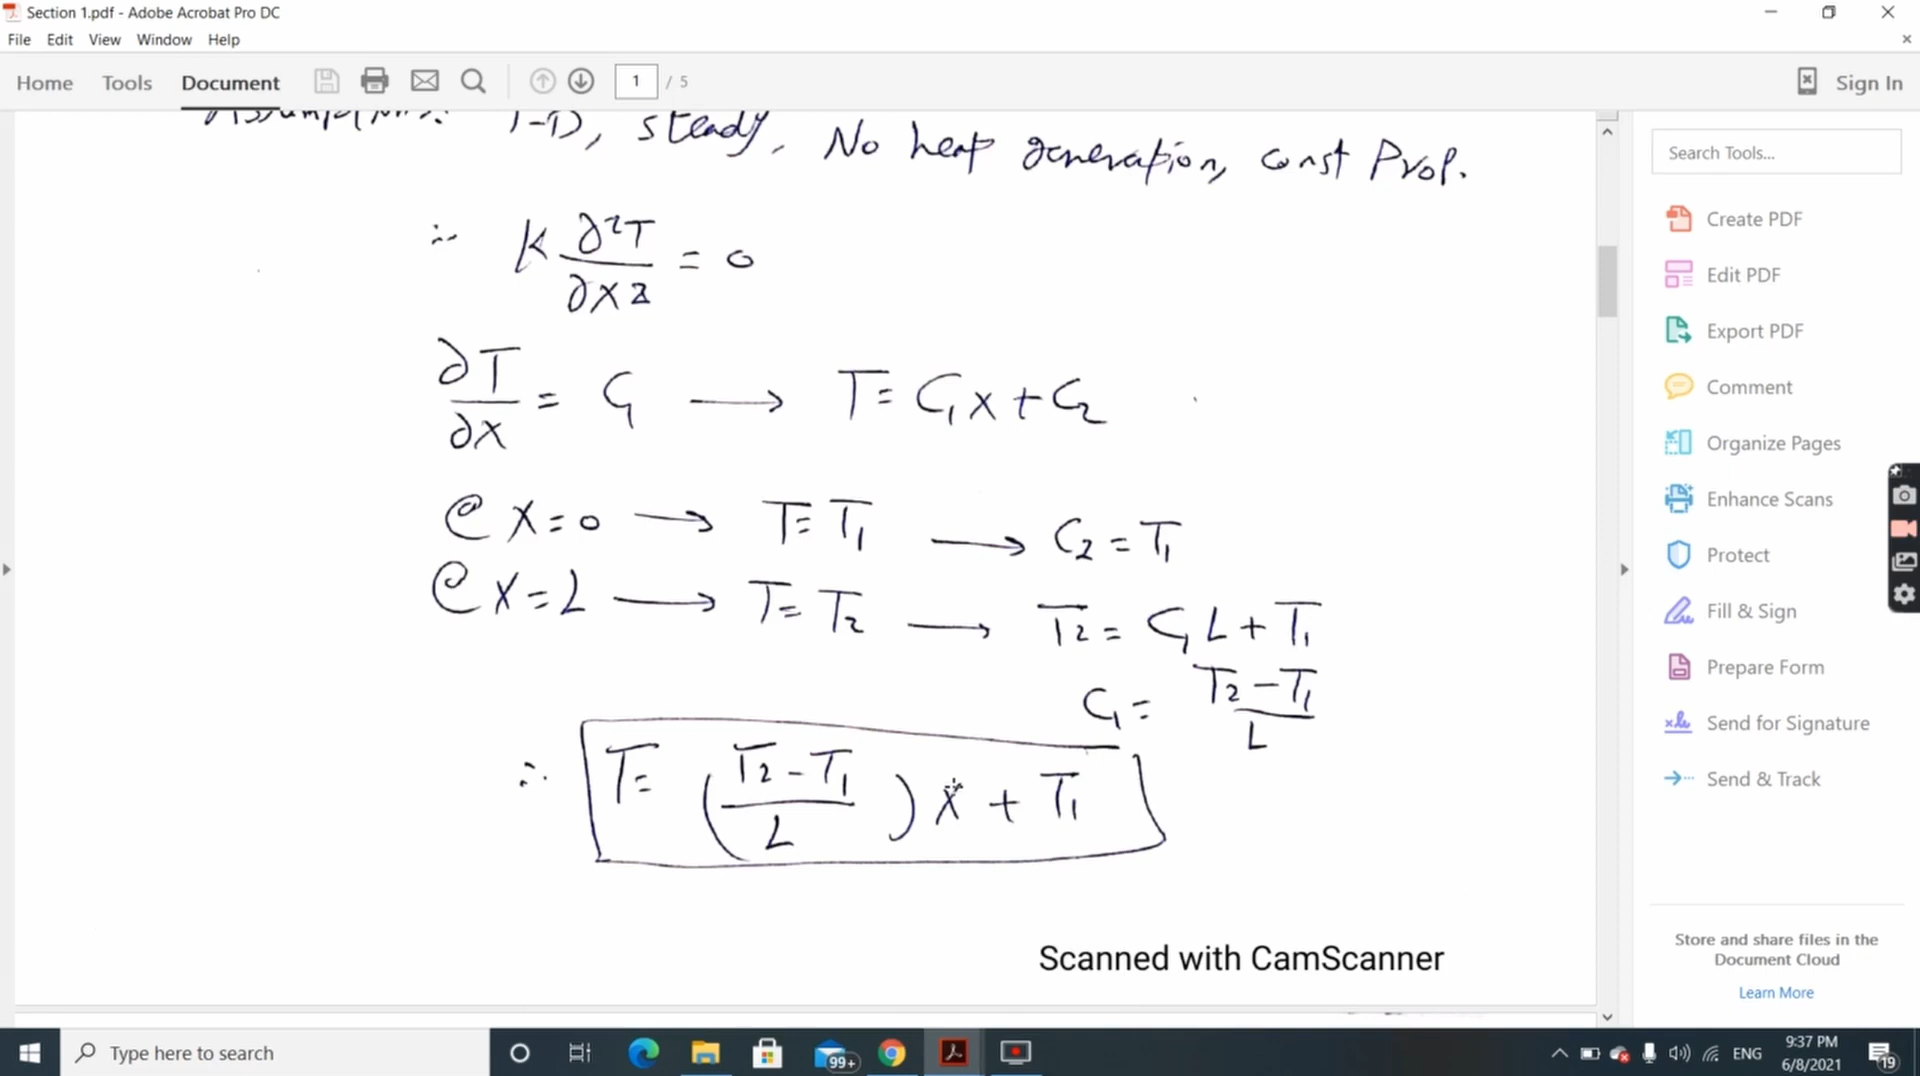 Section 1.pdf - Adobe Acrobat Pro DC
File Edit View Window Help
Home Tools Document 1 / 5 Sign In
Assumptions: 1-D, steady, No heat generation, const Prop.
∴ K ∂²T/∂x² = 0
∂T/∂x = C₁ → T = C₁x + C₂
@ x = 0 → T = T₁ → C₂ = T₁
@ x = L → T = T₂ → T₂ = C₁L + T₁
C₁ = (T₂ - T₁)/L
∴ T = ((T₂ - T₁)/L) x + T₁
Scanned with CamScanner
Search Tools...
Create PDF
Edit PDF
Export PDF
Comment
Organize Pages
Enhance Scans
Protect
Fill & Sign
Prepare Form
Send for Signature
Send & Track
Store and share files in the
Document Cloud
Learn More
Type here to search
99+
ENG
9:37 PM
6/8/2021
19